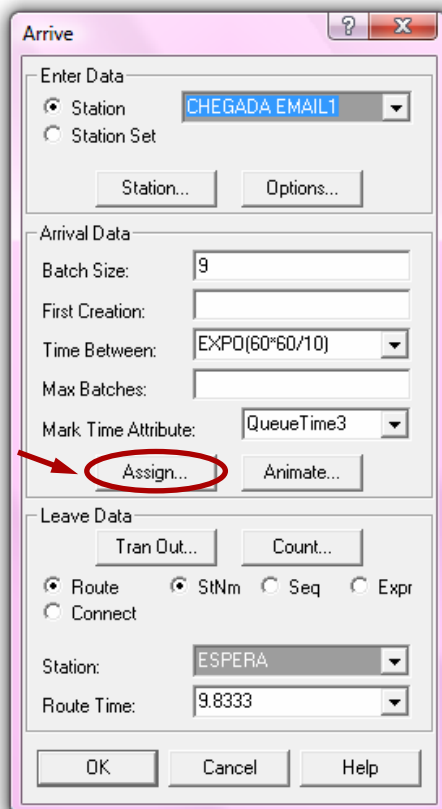 Arrive
?
Enter Data
Station CHEGADA EMAIL1
Station Set
Station... Options...
Arrival Data
Batch Size: 9
First Creation:
Time Between: EXPO(60*60/10)
Max Batches:
Mark Time Attribute: QueueTime3
Assign... Animate...
Leave Data
Tran Out... Count...
Route StNm Seq Expr
Connect
Station: ESPERA
Route Time: 9.8333
OK Cancel Help